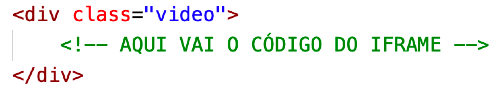 <div class="video">
<!-- AQUI VAI O CÓDIGO DO IFRAME -->
</div>